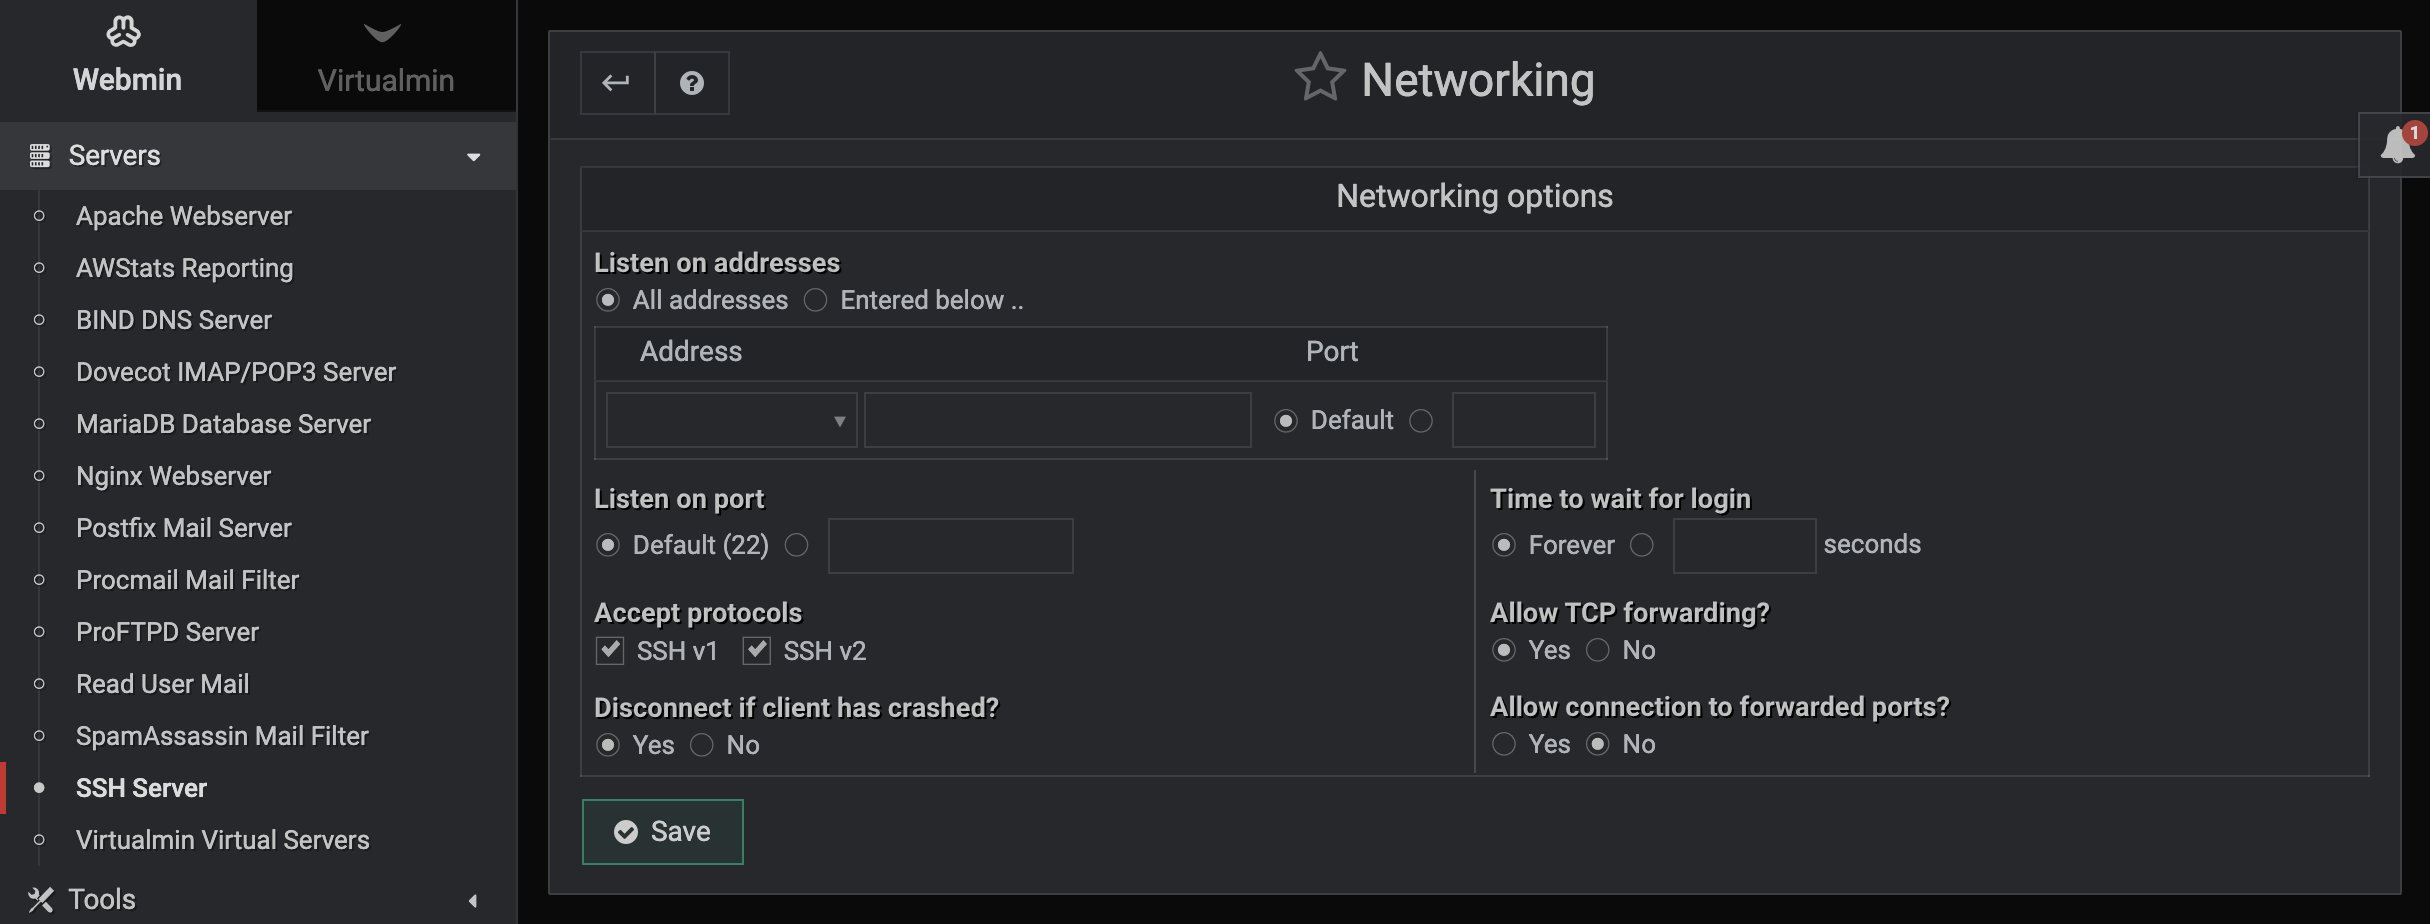 Webmin
Virtualmin
Servers
Apache Webserver
AWStats Reporting
BIND DNS Server
Dovecot IMAP/POP3 Server
MariaDB Database Server
Nginx Webserver
Postfix Mail Server
Procmail Mail Filter
ProFTPD Server
Read User Mail
SpamAssassin Mail Filter
SSH Server
Virtualmin Virtual Servers
Tools
Networking
1
Networking options
Listen on addresses
All addresses Entered below ..
Address Port
Default
Listen on port
Default (22)
Accept protocols
SSH v1 SSH v2
Disconnect if client has crashed?
Yes No
Time to wait for login
Forever seconds
Allow TCP forwarding?
Yes No
Allow connection to forwarded ports?
Yes No
Save